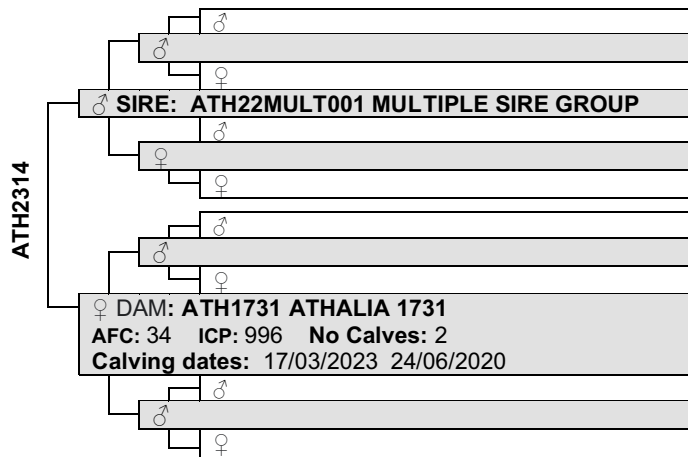 ♂
♂
♀
♂ SIRE: ATH22MULT001 MULTIPLE SIRE GROUP
♂
♀
♀
ATH2314
♂
♂
♀
♀ DAM: ATH1731 ATHALIA 1731
AFC: 34 ICP: 996 No Calves: 2
Calving dates: 17/03/2023 24/06/2020
♂
♂
♀